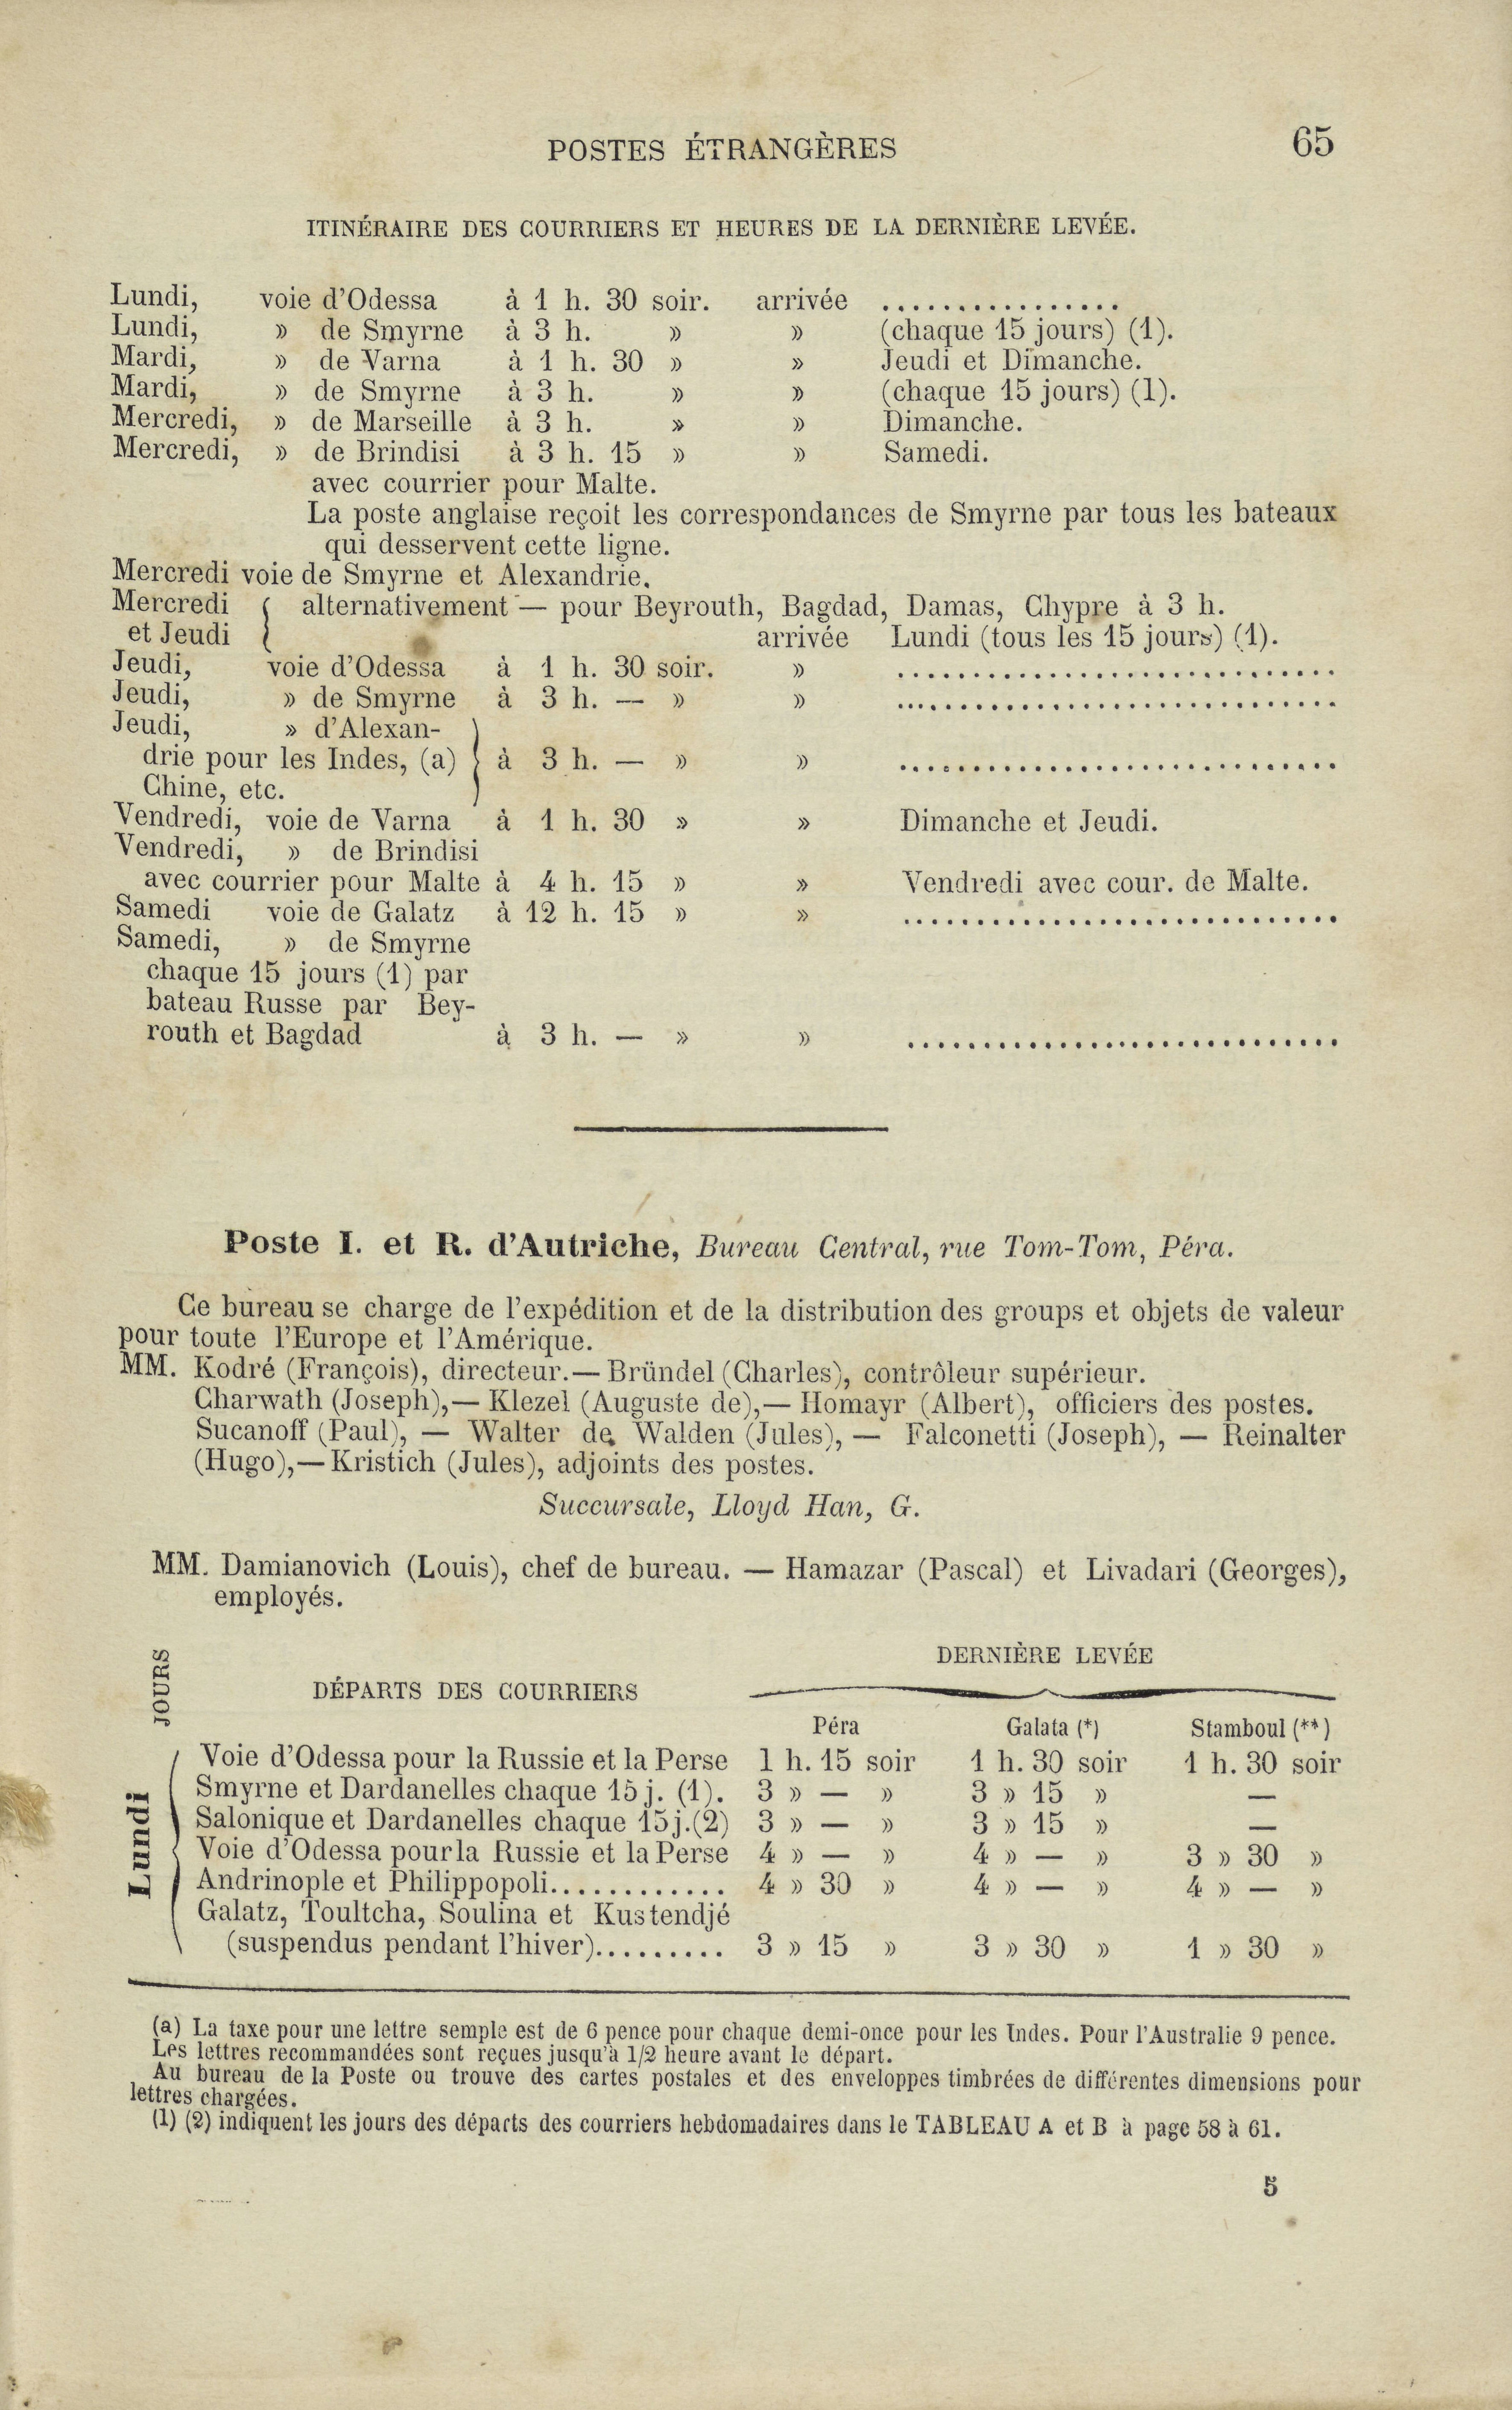 POSTES ÉTRANGÈRES 65
ITINÉRAIRE DES COURRIERS ET HEURES DE LA DERNIÈRE LEVÉE.
Lundi, voie d'Odessa à 1 h. 30 soir. arrivée ................
Lundi, » de Smyrne à 3 h. » » (chaque 15 jours) (1).
Mardi, » de Varna à 1 h. 30 » » Jeudi et Dimanche.
Mardi, » de Smyrne à 3 h. » » (chaque 15 jours) (1).
Mercredi, » de Marseille à 3 h. » » Dimanche.
Mercredi, » de Brindisi à 3 h. 15 » » Samedi.
avec courrier pour Malte.
La poste anglaise reçoit les correspondances de Smyrne par tous les bateaux
qui desservent cette ligne.
Mercredi voie de Smyrne et Alexandrie.
Mercredi { alternativement — pour Beyrouth, Bagdad, Damas, Chypre à 3 h.
et Jeudi arrivée Lundi (tous les 15 jours) (1).
Jeudi, voie d'Odessa à 1 h. 30 soir. » ..............................
Jeudi, » de Smyrne à 3 h. — » » ..............................
Jeudi, » d'Alexan-
drie pour les Indes, (a) } à 3 h. — » » ..............................
Chine, etc.
Vendredi, voie de Varna à 1 h. 30 » » Dimanche et Jeudi.
Vendredi, » de Brindisi
avec courrier pour Malte à 4 h. 15 » » Vendredi avec cour. de Malte.
Samedi voie de Galatz à 12 h. 15 » » ..............................
Samedi, » de Smyrne
chaque 15 jours (1) par
bateau Russe par Bey-
routh et Bagdad à 3 h. — » » ..............................
Poste I. et R. d'Autriche, Bureau Central, rue Tom-Tom, Péra.
Ce bureau se charge de l'expédition et de la distribution des groups et objets de valeur
pour toute l'Europe et l'Amérique.
MM. Kodré (François), directeur.— Bründel (Charles), contrôleur supérieur.
Charwath (Joseph),— Klezel (Auguste de),— Homayr (Albert), officiers des postes.
Sucanoff (Paul), — Walter de Walden (Jules), — Falconetti (Joseph), — Reinalter
(Hugo),— Kristich (Jules), adjoints des postes.
Succursale, Lloyd Han, G.
MM. Damianovich (Louis), chef de bureau. — Hamazar (Pascal) et Livadari (Georges),
employés.
JOURS DÉPARTS DES COURRIERS DERNIÈRE LEVÉE
Péra Galata (*) Stamboul (**)
Lundi
Voie d'Odessa pour la Russie et la Perse 1 h. 15 soir 1 h. 30 soir 1 h. 30 soir
Smyrne et Dardanelles chaque 15 j. (1). 3 » — » 3 » 15 » —
Salonique et Dardanelles chaque 15 j.(2) 3 » — » 3 » 15 » —
Voie d'Odessa pour la Russie et la Perse 4 » — » 4 » — » 3 » 30 »
Andrinople et Philippopoli............. 4 » 30 » 4 » — » 4 » — »
Galatz, Toultcha, Soulina et Kustendjé
(suspendus pendant l'hiver)......... 3 » 15 » 3 » 30 » 1 » 30 »
(a) La taxe pour une lettre semple est de 6 pence pour chaque demi-once pour les Indes. Pour l'Australie 9 pence.
Les lettres recommandées sont reçues jusqu'à 1/2 heure avant le départ.
Au bureau de la Poste ou trouve des cartes postales et des enveloppes timbrées de différentes dimensions pour
lettres chargées.
(1) (2) indiquent les jours des départs des courriers hebdomadaires dans le TABLEAU A et B à page 58 à 61.
5